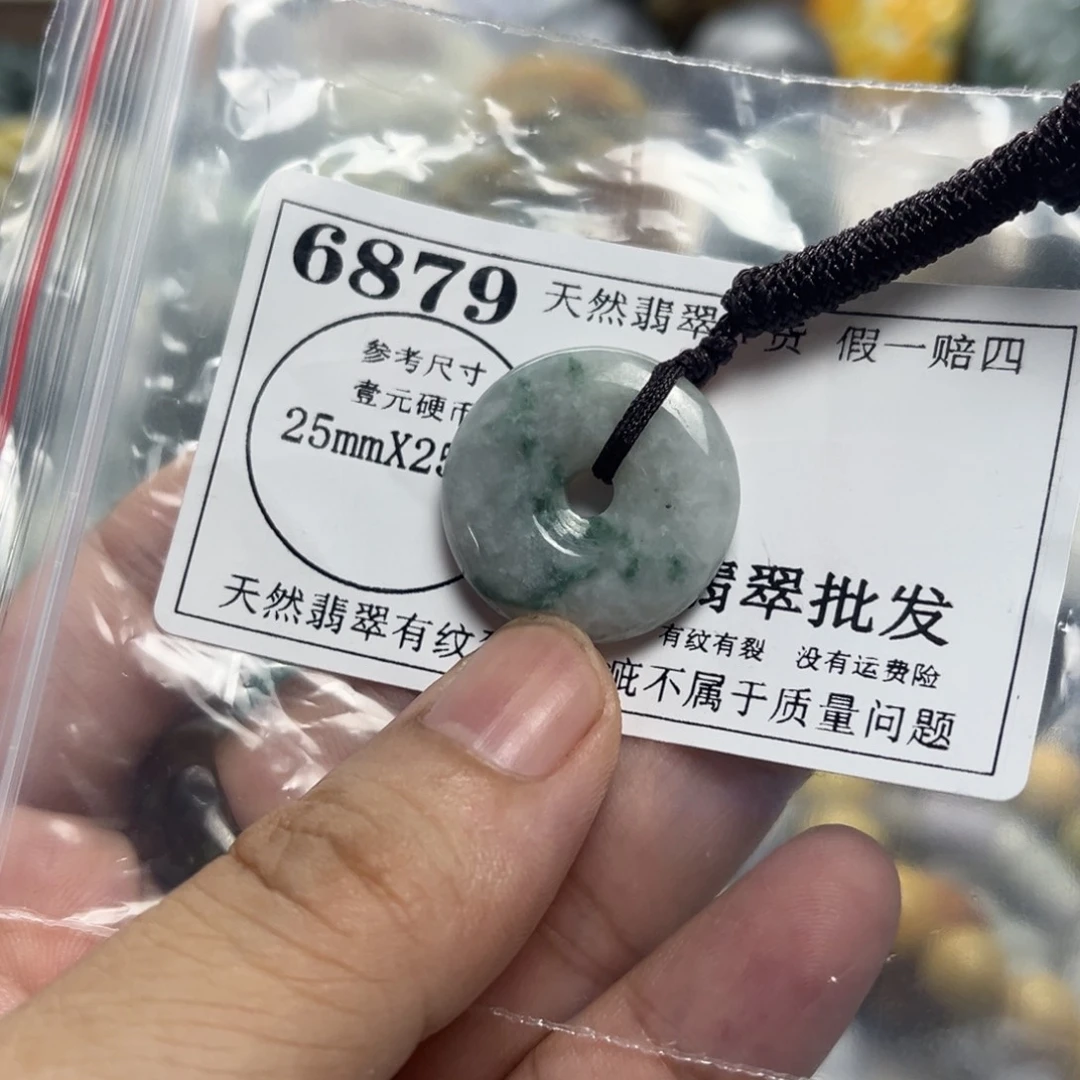 6879 天然翡翠 货 假一赔四
参考尺寸
壹元硬币
25mmX25
翡翠批发
有纹有裂 没有运费险
天然翡翠有纹 疵不属于质量问题